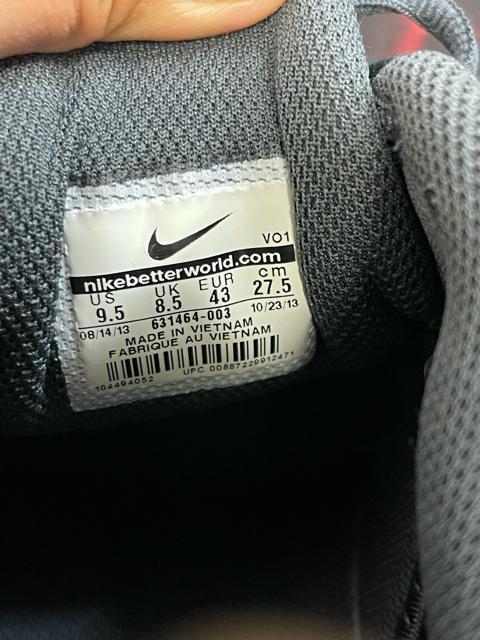 VO1
nikebetterworld.com
US UK EUR cm
9.5 8.5 43 27.5
08/14/13 631464-003 10/23/13
MADE IN VIETNAM
FABRIQUE AU VIETNAM
104494052 UPC 00887229912471